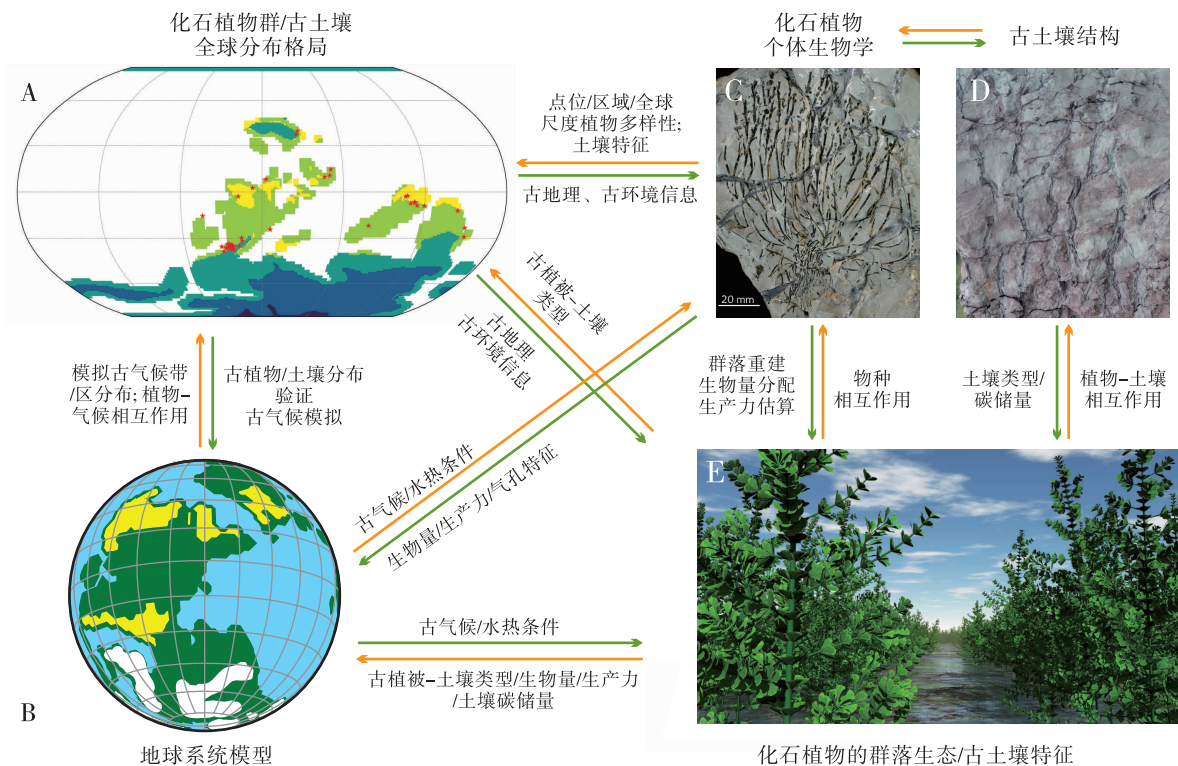 化石植物群/古土壤
全球分布格局
化石植物
个体生物学
古土壤结构
A
点位/区域/全球
尺度植物多样性;
土壤特征
古地理、古环境信息
C
20 mm
D
古植被-土壤
类型
古地理
古环境信息
模拟古气候带
/区分布;植物-
气候相互作用
古植物/土壤分布
验证
古气候模拟
群落重建
生物量分配
生产力估算
物种
相互作用
土壤类型/
碳储量
植物-土壤
相互作用
古气候/水热条件
生物量/生产力/气孔特征
E
古气候/水热条件
古植被-土壤类型/生物量/生产力
/土壤碳储量
B
地球系统模型
化石植物的群落生态/古土壤特征